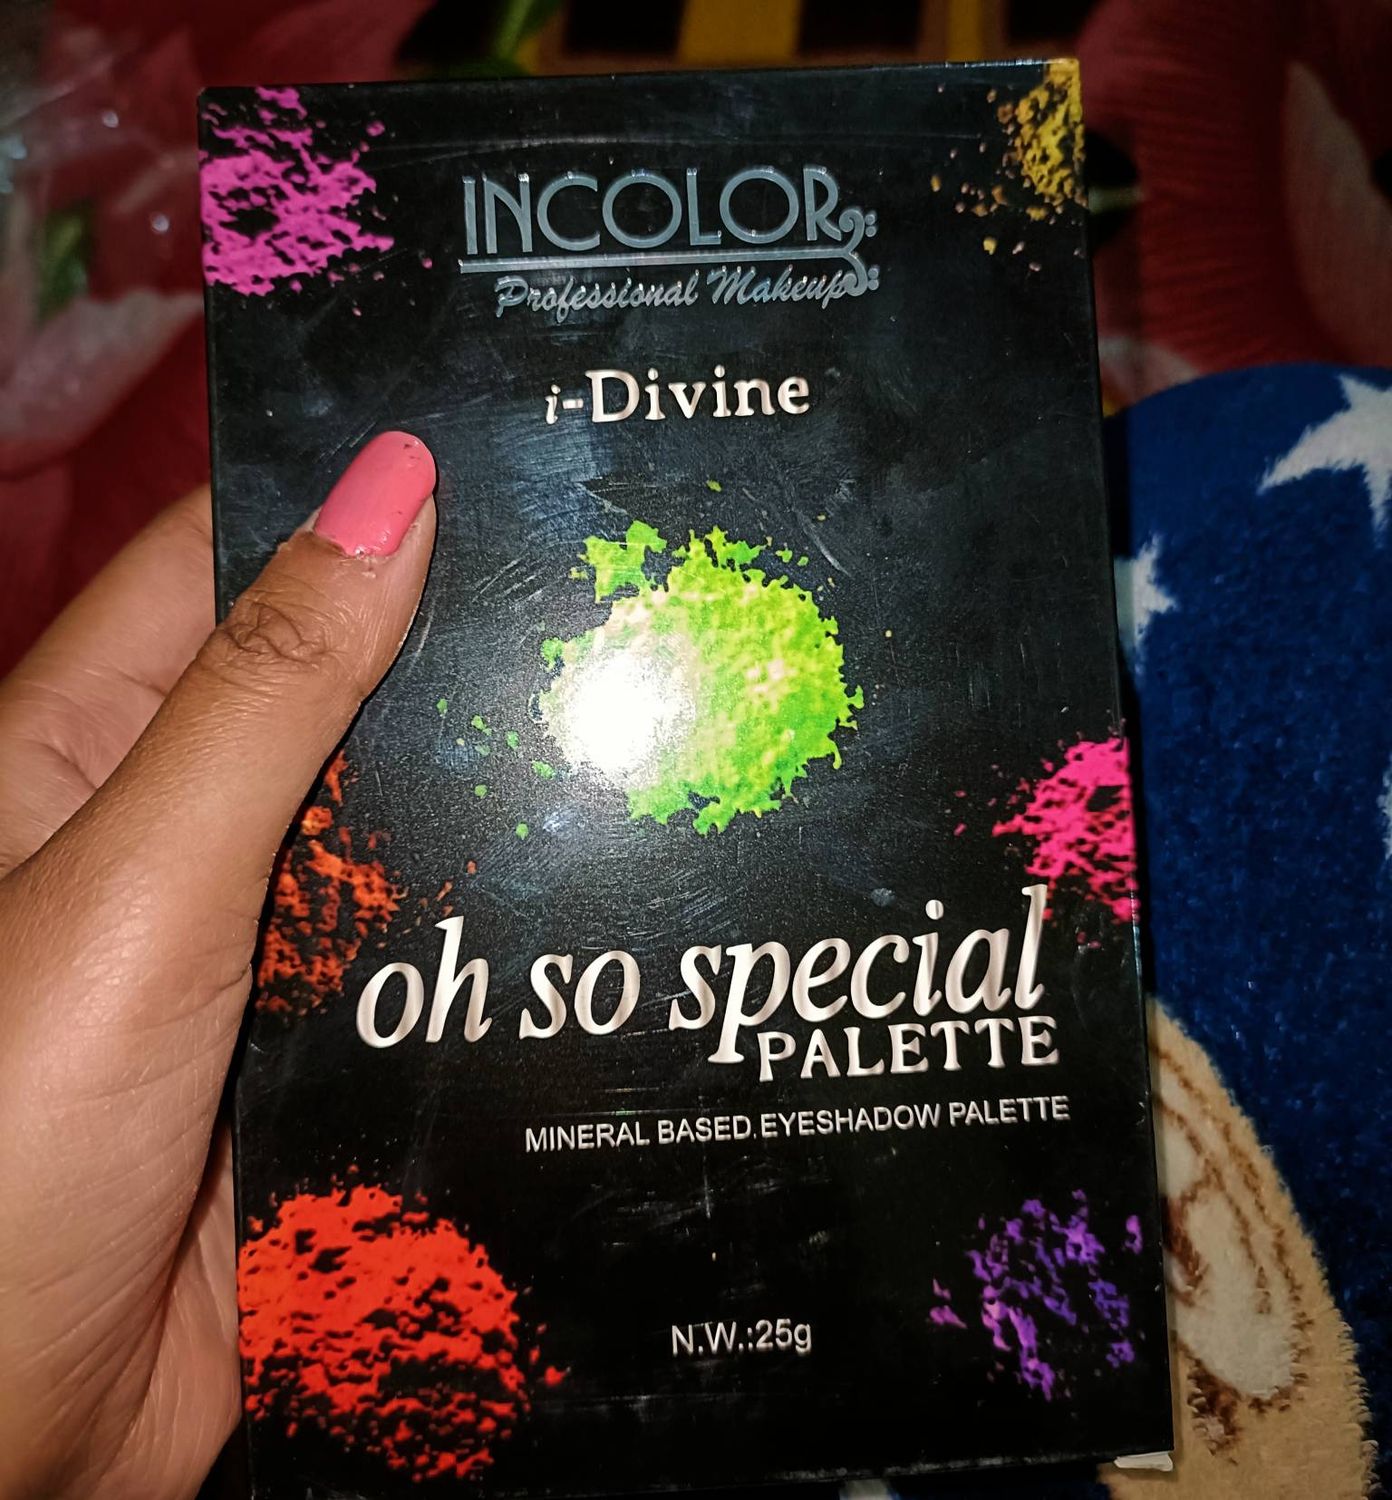 INCOLOR
Professional Makeup
i-Divine
oh so special
PALETTE
MINERAL BASED EYESHADOW PALETTE
N.W.:25g